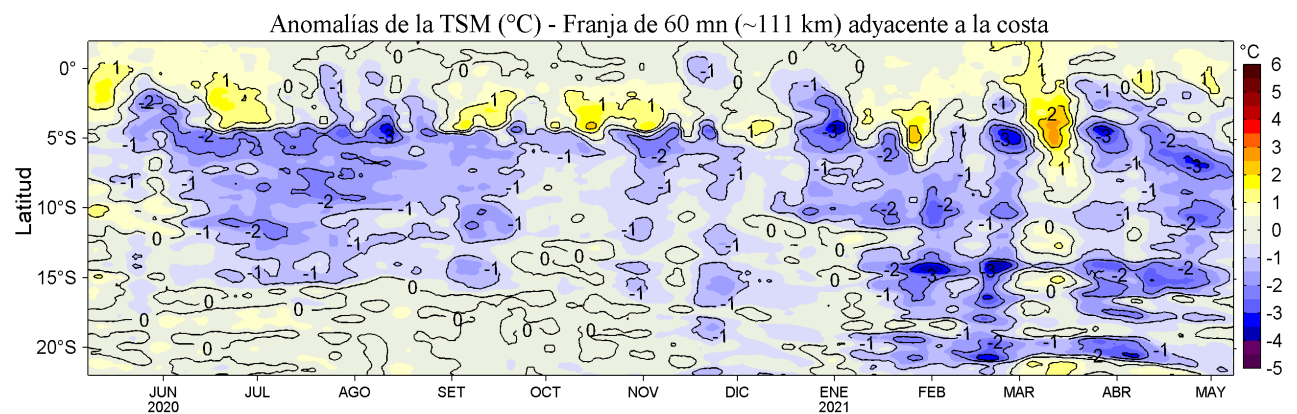 Anomalías de la TSM (°C) - Franja de 60 mn (~111 km) adyacente a la costa
°C
Latitud
0°
5°S
10°S
15°S
20°S
6
5
4
3
2
1
0
-1
-2
-3
-4
-5
JUN JUL AGO SET OCT NOV DIC ENE FEB MAR ABR MAY
2020 2021